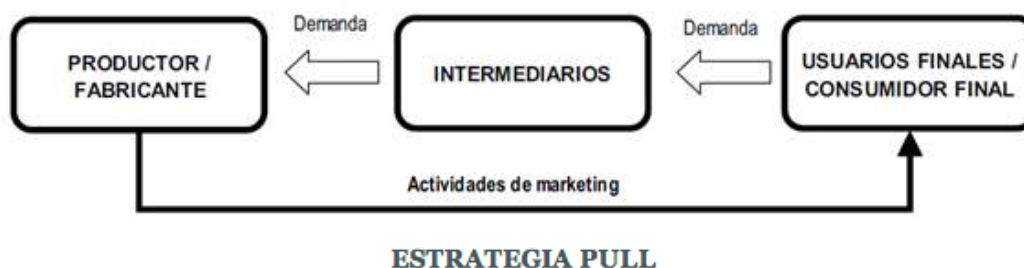 Demanda
Demanda
PRODUCTOR /
FABRICANTE
INTERMEDIARIOS
USUARIOS FINALES /
CONSUMIDOR FINAL
Actividades de marketing
ESTRATEGIA PULL